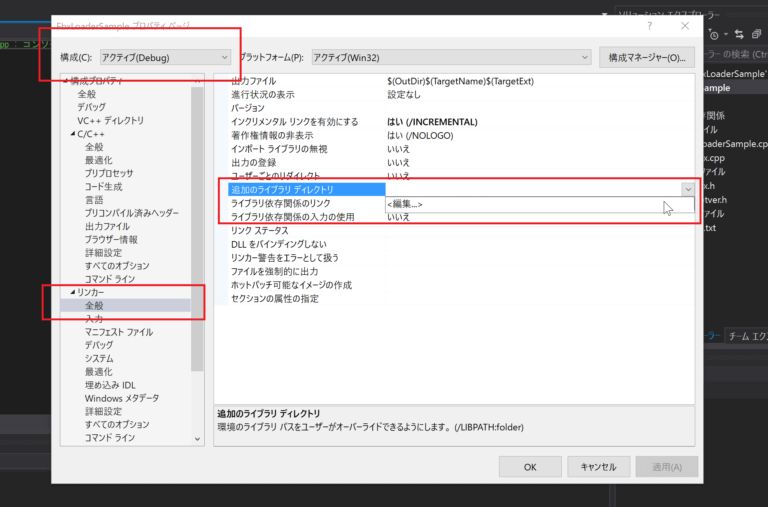 ソリューション エクスプローラー
FbxLoaderSample プロパティ ページ
?
構成(C):
アクティブ(Debug)
プラットフォーム(P):
アクティブ(Win32)
構成マネージャー(O)...
構成プロパティ
全般
デバッグ
VC++ ディレクトリ
C/C++
全般
最適化
プリプロセッサ
コード生成
言語
プリコンパイル済みヘッダー
出力ファイル
ブラウザー情報
詳細設定
すべてのオプション
コマンド ライン
リンカー
全般
入力
マニフェスト ファイル
デバッグ
システム
最適化
埋め込み IDL
Windows メタデータ
詳細設定
すべてのオプション
コマンド ライン
出力ファイル $(OutDir)$(TargetName)$(TargetExt)
進行状況の表示 設定なし
バージョン
インクリメンタル リンクを有効にする はい (/INCREMENTAL)
著作権情報の非表示 はい (/NOLOGO)
インポート ライブラリの無視 いいえ
出力の登録 いいえ
ユーザーごとのリダイレクト いいえ
追加のライブラリ ディレクトリ
ライブラリ依存関係のリンク <編集...>
ライブラリ依存関係の入力の使用 いいえ
リンク ステータス
DLL をバインディングしない
リンカー警告をエラーとして扱う
ファイルを強制的に出力
ホットパッチ可能なイメージの作成
セクションの属性の指定
追加のライブラリ ディレクトリ
環境のライブラリ パスをユーザーがオーバーライドできるようにします。(/LIBPATH:folder)
OK
キャンセル
適用(A)
ーラー の検索 (Ctr
xLoaderSample'
ample
関係
イル
oaderSample.cp
x.cpp
ファイル
x.h
etver.h
ファイル
.txt
ーラー
チーム エクス